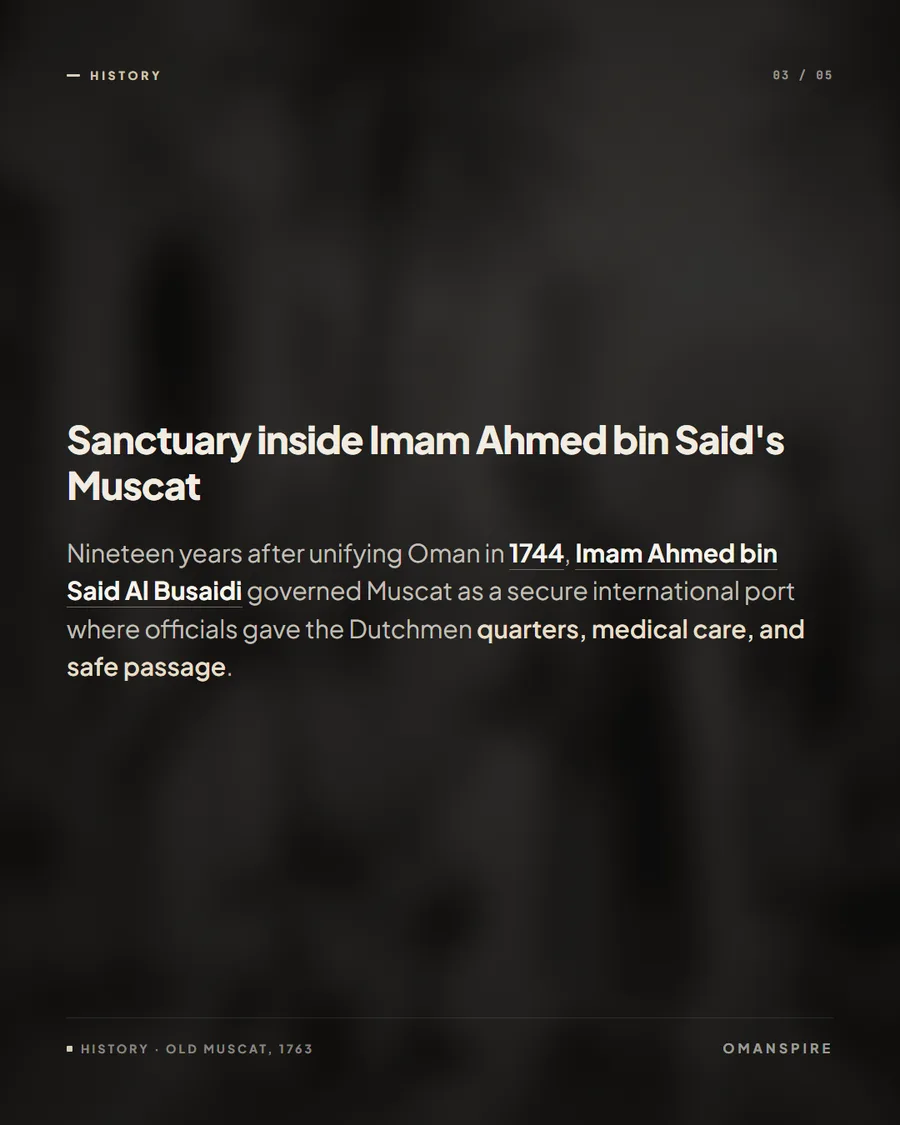 — HISTORY
03 / 05
Sanctuary inside Imam Ahmed bin Said's
Muscat
Nineteen years after unifying Oman in 1744, Imam Ahmed bin
Said Al Busaidi governed Muscat as a secure international port
where officials gave the Dutchmen quarters, medical care, and
safe passage.
HISTORY · OLD MUSCAT, 1763
OMANSPIRE